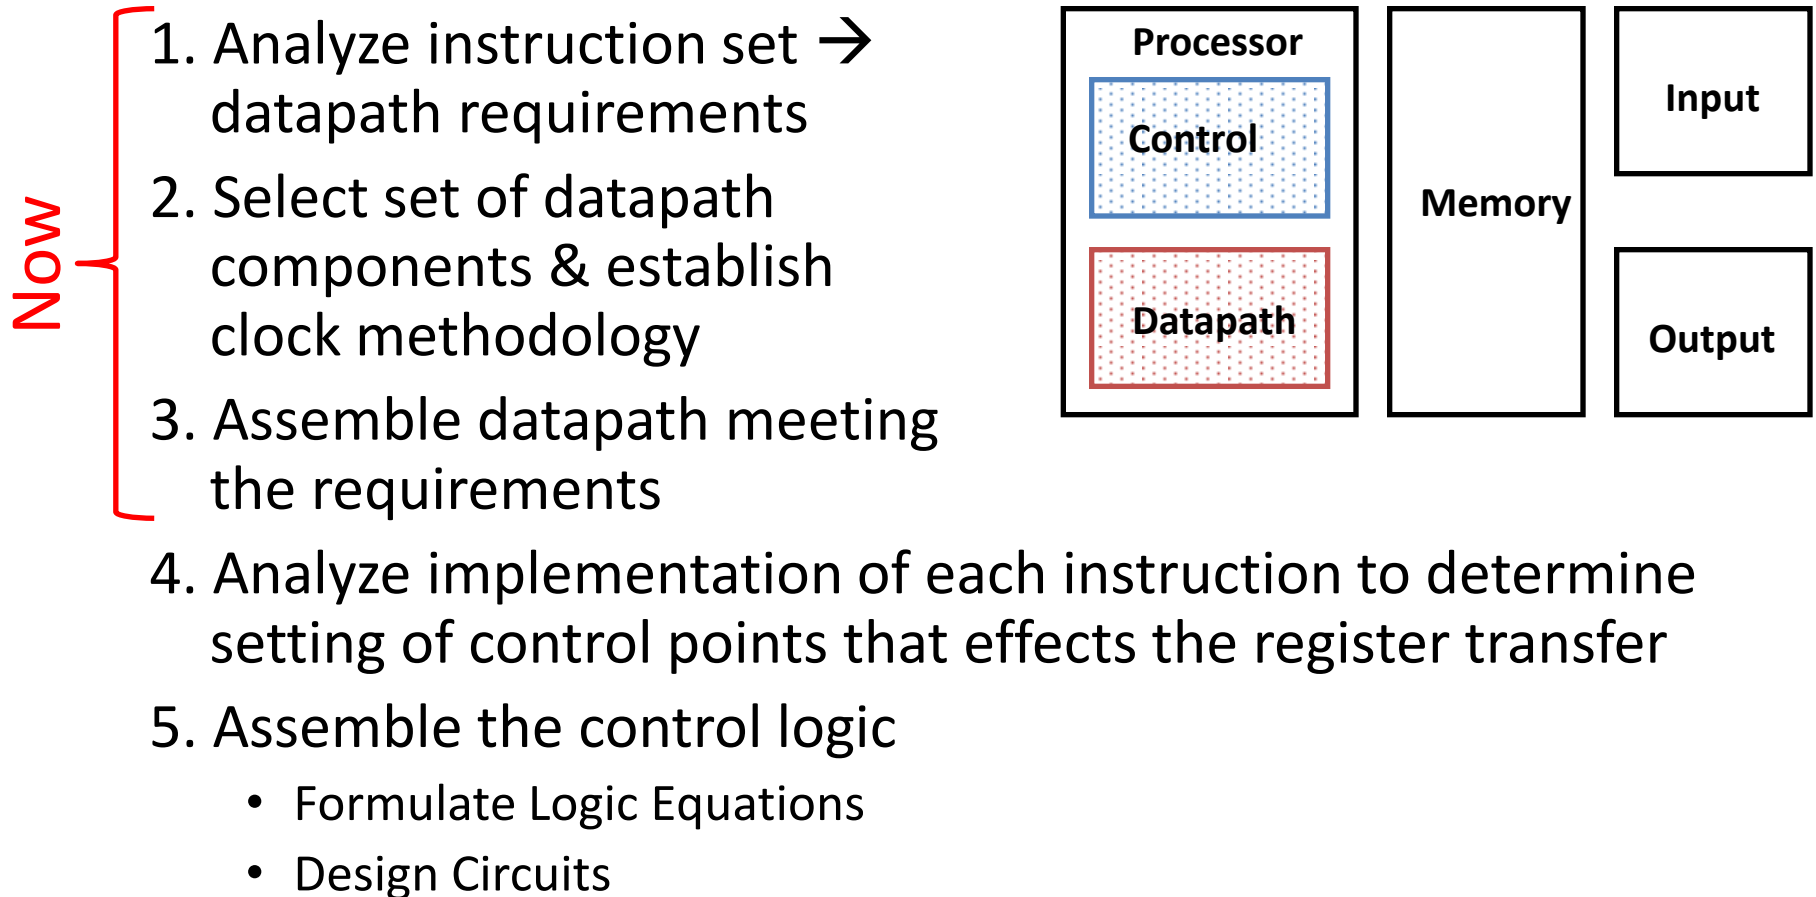 Now
1. Analyze instruction set →
datapath requirements
2. Select set of datapath
components & establish
clock methodology
3. Assemble datapath meeting
the requirements
4. Analyze implementation of each instruction to determine
setting of control points that effects the register transfer
5. Assemble the control logic
• Formulate Logic Equations
• Design Circuits
Processor
Control
Datapath
Memory
Input
Output